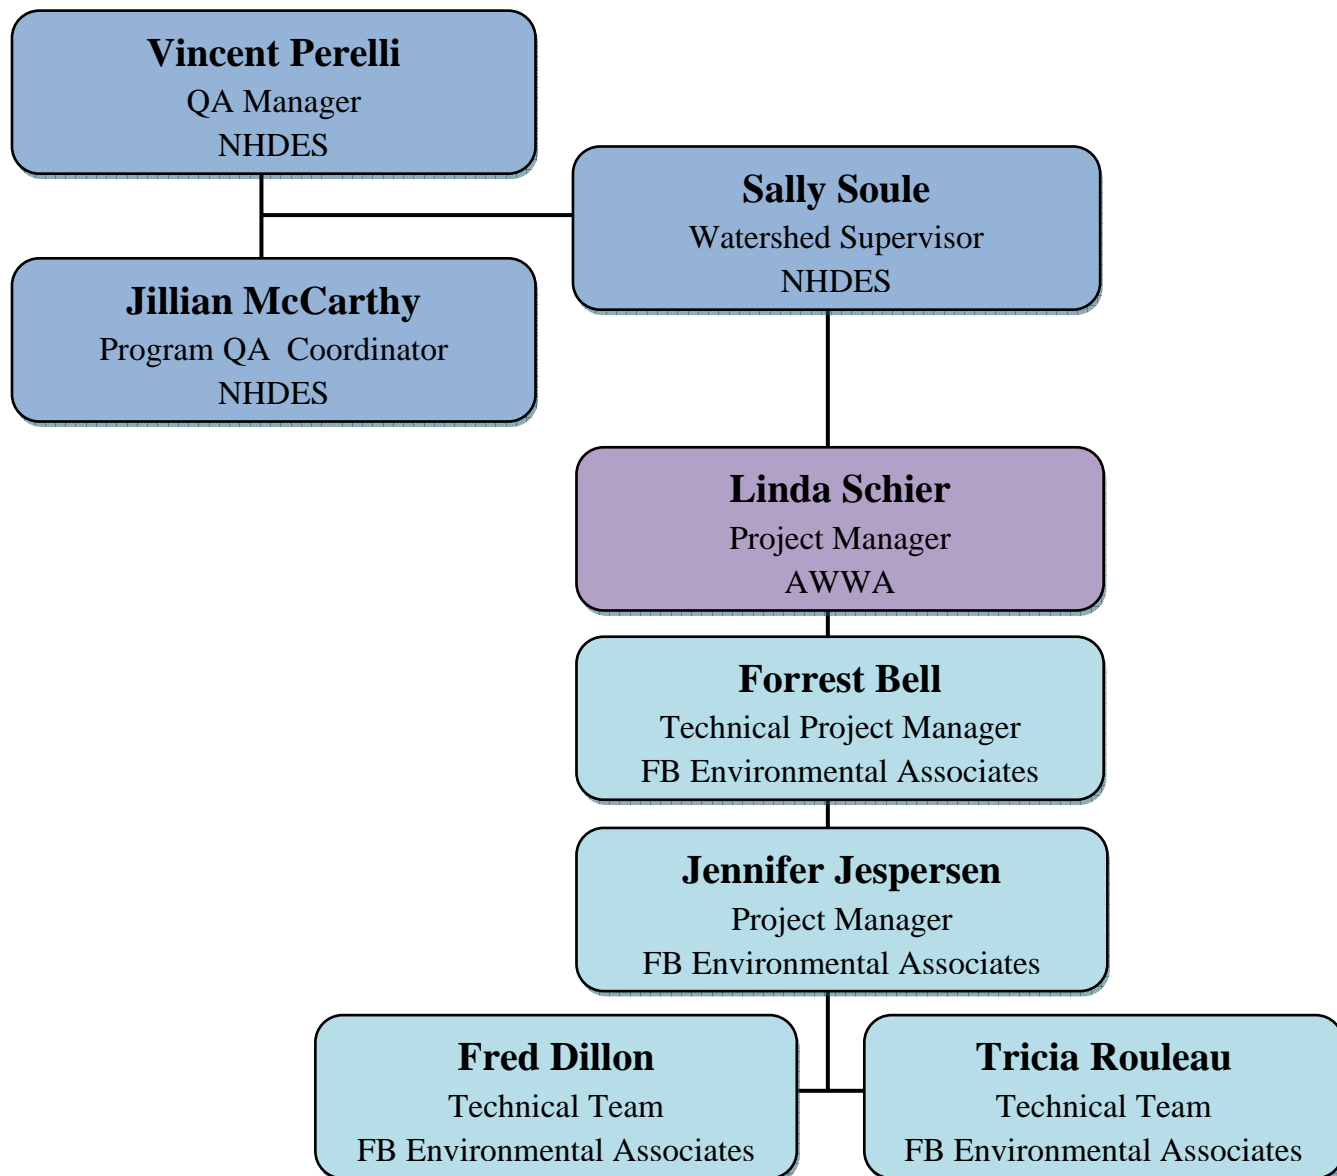 Vincent Perelli
QA Manager
NHDES
Sally Soule
Watershed Supervisor
NHDES
Jillian McCarthy
Program QA  Coordinator
NHDES
Linda Schier
Project Manager
AWWA
Forrest Bell
Technical Project Manager
FB Environmental Associates
Jennifer Jespersen
Project Manager
FB Environmental Associates
Fred Dillon
Technical Team
FB Environmental Associates
Tricia Rouleau
Technical Team
FB Environmental Associates